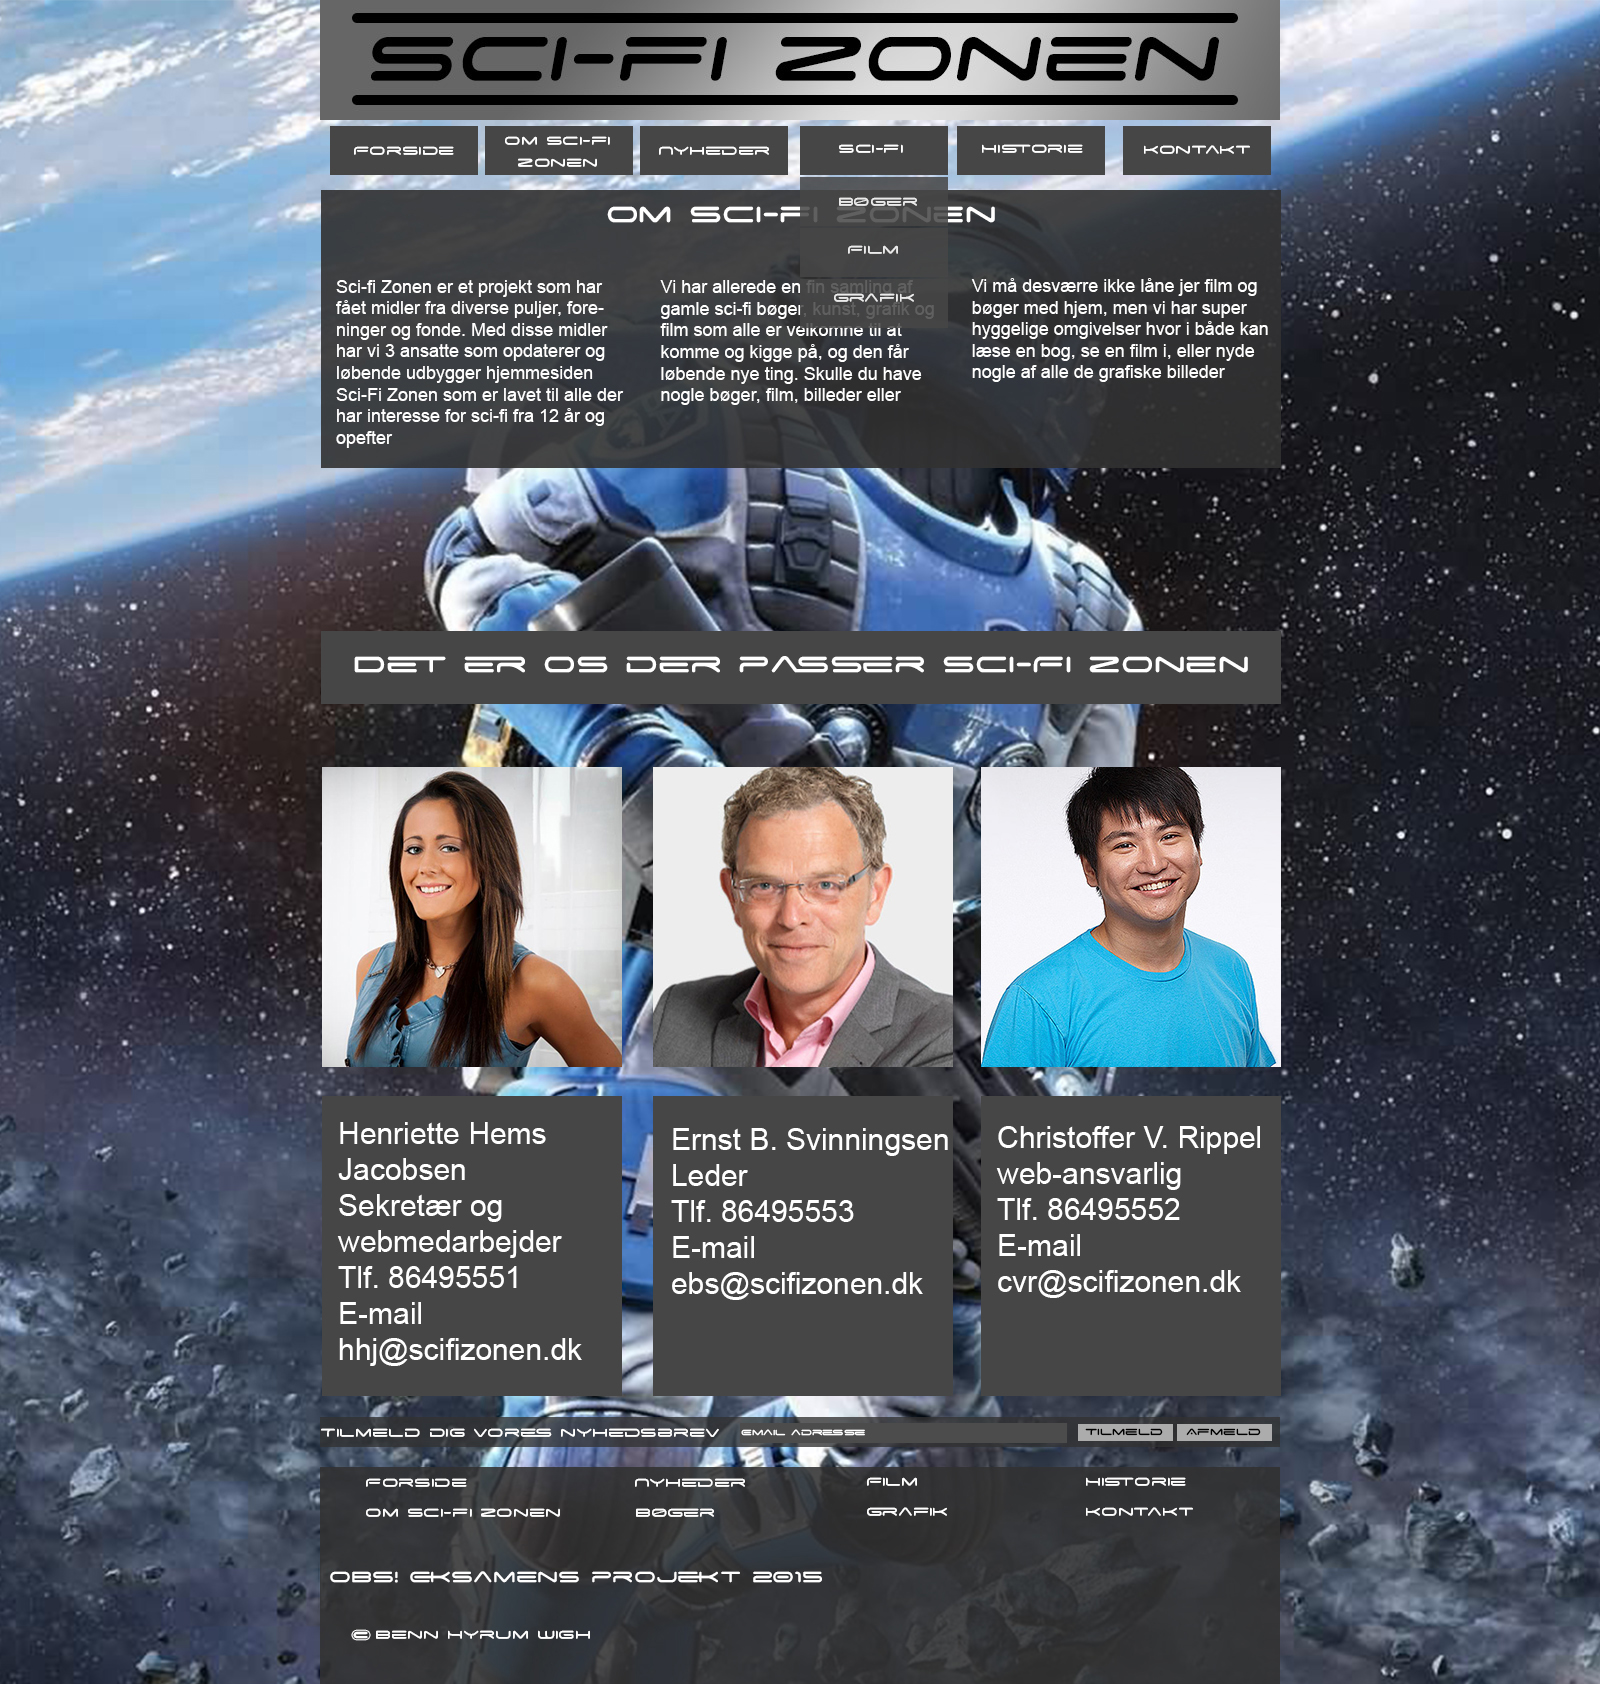 SCI-FI ZONEN
FORSIDE
OM SCI-FI
ZONEN
NYHEDER
SCI-FI
HISTORIE
KONTAKT
BØGER
FILM
GRAFIK
OM SCI-FI ZONEN
Sci-fi Zonen er et projekt som har
fået midler fra diverse puljer, fore-
ninger og fonde. Med disse midler
har vi 3 ansatte som opdaterer og
løbende udbygger hjemmesiden
Sci-Fi Zonen som er lavet til alle der
har interesse for sci-fi fra 12 år og
opefter
Vi har allerede en fin samling af
gamle sci-fi bøger, kunst, grafik og
film som alle er velkomne til at
komme og kigge på, og den får
løbende nye ting. Skulle du have
nogle bøger, film, billeder eller
Vi må desværre ikke låne jer film og
bøger med hjem, men vi har super
hyggelige omgivelser hvor i både kan
læse en bog, se en film i, eller nyde
nogle af alle de grafiske billeder
DET ER OS DER PASSER SCI-FI ZONEN
Henriette Hems
Jacobsen
Sekretær og
webmedarbejder
Tlf. 86495551
E-mail
hhj@scifizonen.dk
Ernst B. Svinningsen
Leder
Tlf. 86495553
E-mail
ebs@scifizonen.dk
Christoffer V. Rippel
web-ansvarlig
Tlf. 86495552
E-mail
cvr@scifizonen.dk
TILMELD DIG VORES NYHEDSBREV
EMAIL ADRESSE
TILMELD
AFMELD
FORSIDE
NYHEDER
FILM
HISTORIE
OM SCI-FI ZONEN
BØGER
GRAFIK
KONTAKT
OBS! EKSAMENS PROJEKT 2015
© BENN HYRUM WIGH